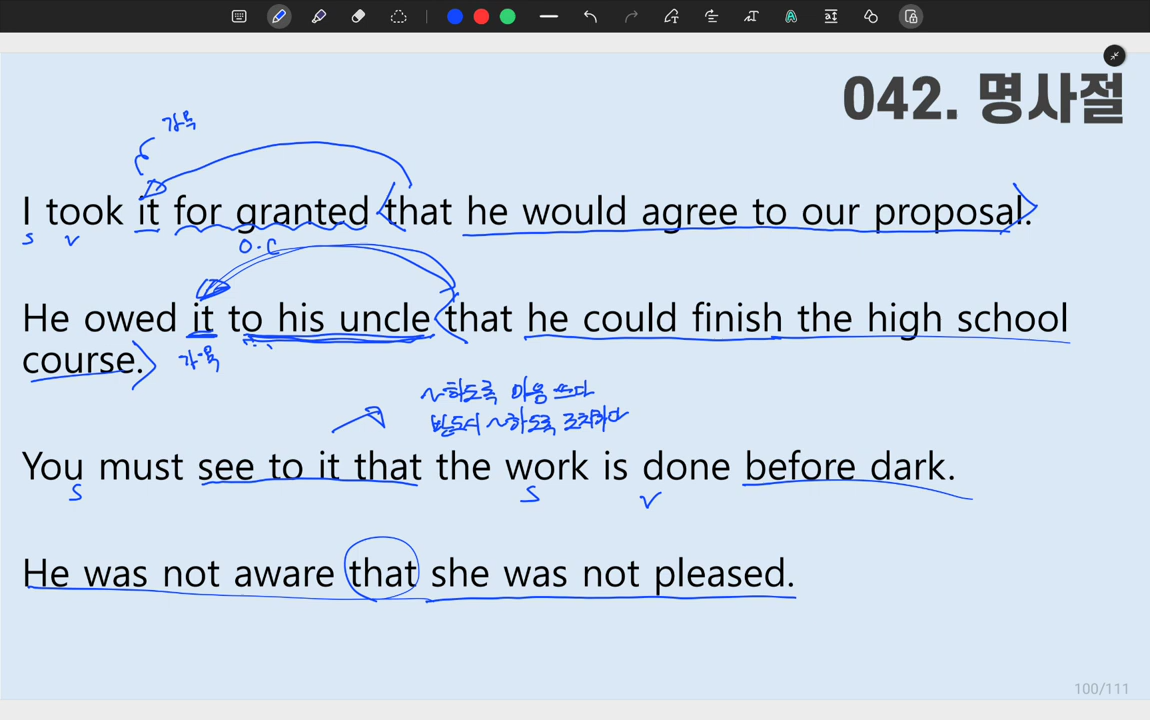 042. 명사절
가·목
I took it for granted that he would agree to our proposal.
s v
O·C
He owed it to his uncle that he could finish the high school
course.
가·목
~하도록 마음 쓰다
반드시 ~하도록 조치하다
You must see to it that the work is done before dark.
s s v
He was not aware that she was not pleased.
100/111